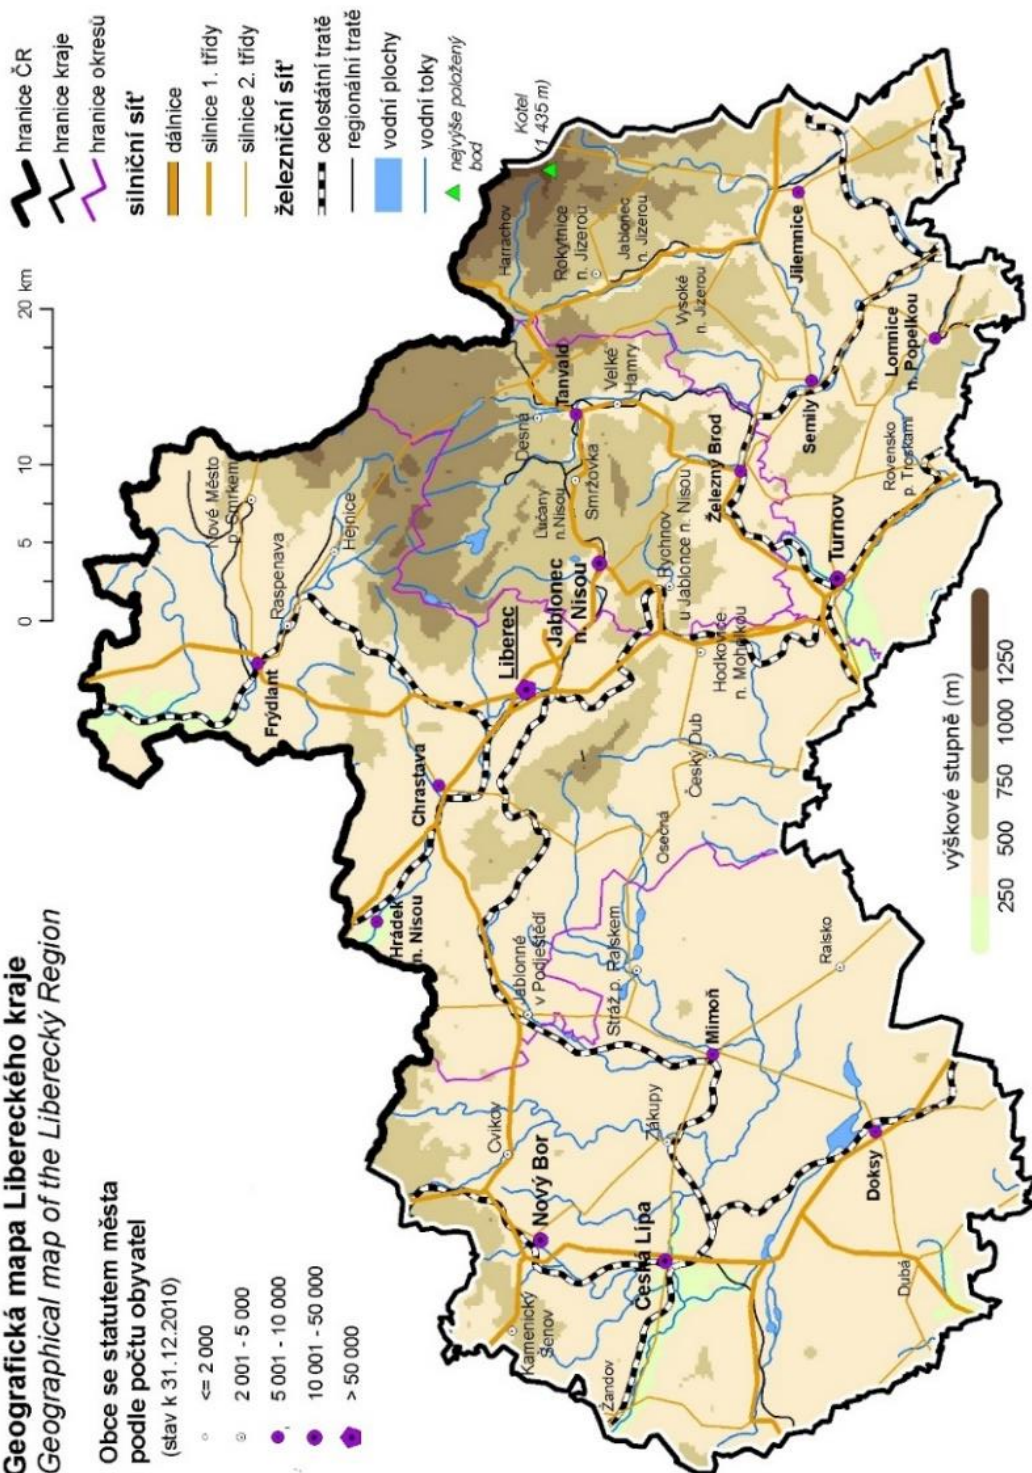 Geografická mapa Libereckého kraje
Geographical map of the Liberecký Region
Obce se statutem města
podle počtu obyvatel
(stav k 31.12.2010)
<= 2 000
2 001 - 5 000
5 001 - 10 000
10 001 - 50 000
> 50 000
0 5 10 20 km
hranice ČR
hranice kraje
hranice okresů
silniční síť
dálnice
silnice 1. třídy
silnice 2. třídy
železniční síť
celostátní tratě
regionální tratě
vodní plochy
vodní toky
nejvýše položený
bod
Kotel
(1 435 m)
Nové Město
p. Smrkem
Raspenava
Hejnice
Frýdlant
Hrádek
n. Nisou
Chrastava
Liberec
Jablonec
n. Nisou
Lučany
n.Nisou
Smržovka
Desná
Tanvald
Velké
Hamry
Harrachov
Rokytnice
n. Jizerou
Jablonec
n. Jizerou
Vysoké
n. Jizerou
Jilemnice
Semily
Lomnice
n. Popelkou
Železný Brod
Rychnov
u Jablonce n. Nisou
Rovensko
p. Troskami
Turnov
Hodkovice
n. Mohelkou
Český Dub
Osečná
Jablonné
v Podještědí
Stráž p. Ralskem
Ralsko
Mimoň
Cvikov
Zákupy
Nový Bor
Kamenický
Šenov
Česká Lípa
Žandov
Doksy
Dubá
výškové stupně (m)
250 500 750 1000 1250